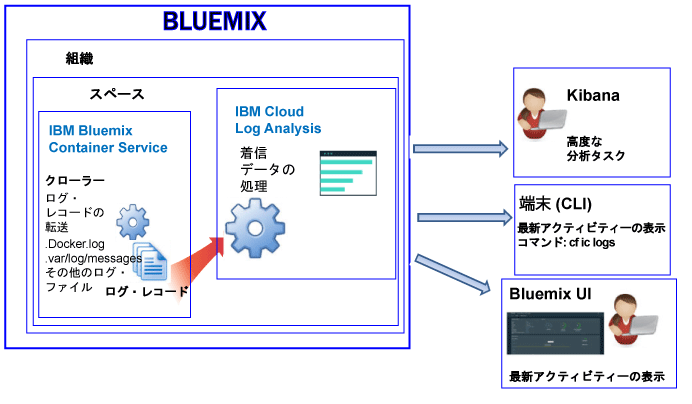 BLUEMIX
組織
スペース
IBM Bluemix
Container Service
クローラー
ログ・
レコードの
転送
.Docker.log
.var/log/messages
その他のログ・
ファイル
ログ・レコード
IBM Cloud
Log Analysis
着信
データの
処理
Kibana
高度な
分析タスク
端末 (CLI)
最新アクティビティーの表示
コマンド: cf ic logs
Bluemix UI
最新アクティビティーの表示